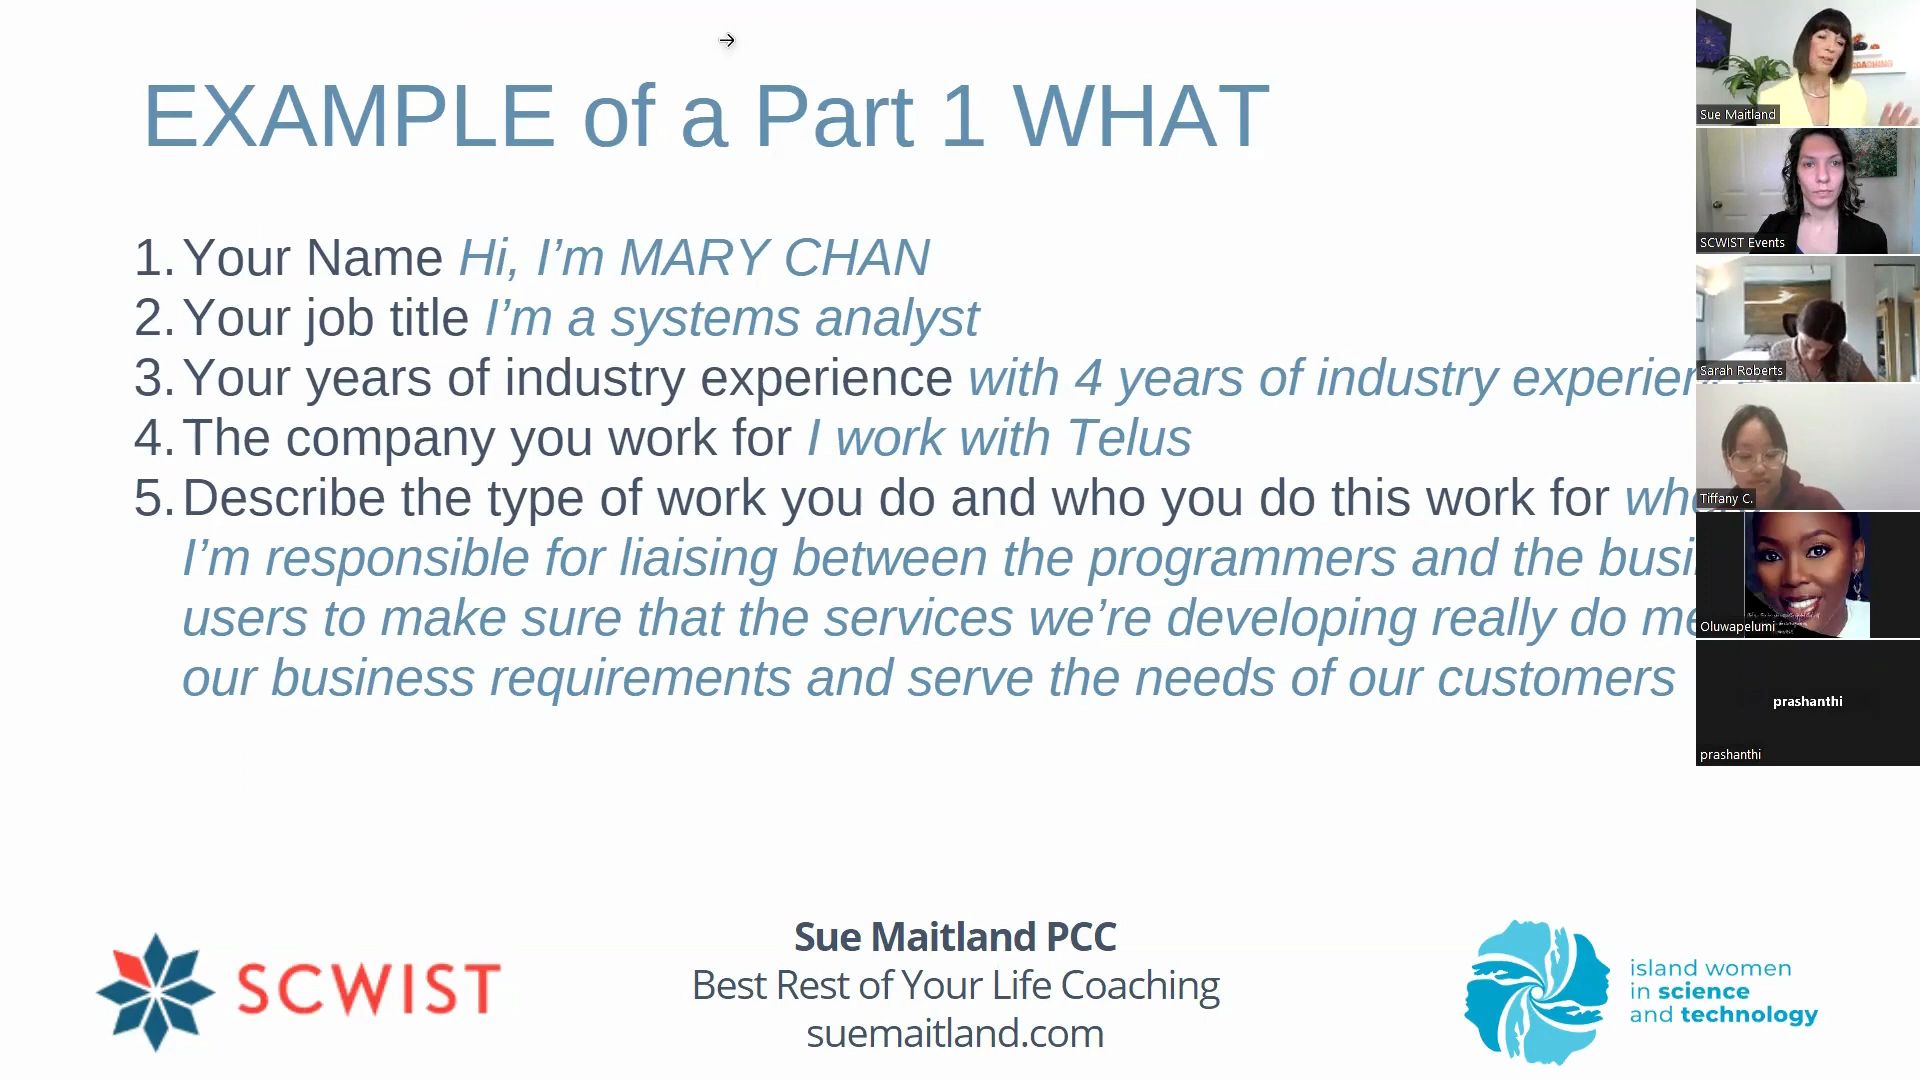 EXAMPLE of a Part 1 WHAT
1. Your Name Hi, I’m MARY CHAN
2. Your job title I’m a systems analyst
3. Your years of industry experience with 4 years of industry
4. The company you work for I work with Telus
5. Describe the type of work you do and who you do this work for
I’m responsible for liaising between the programmers and the
users to make sure that the services we’re developing really do
our business requirements and serve the needs of our customers
SCWIST
Sue Maitland PCC
Best Rest of Your Life Coaching
suemaitland.com
island women
in science
and technology
COACHING
Sue Maitland
SCWIST Events
Sarah Roberts
Tiffany C.
Oluwapelumi
prashanthi
prashanthi